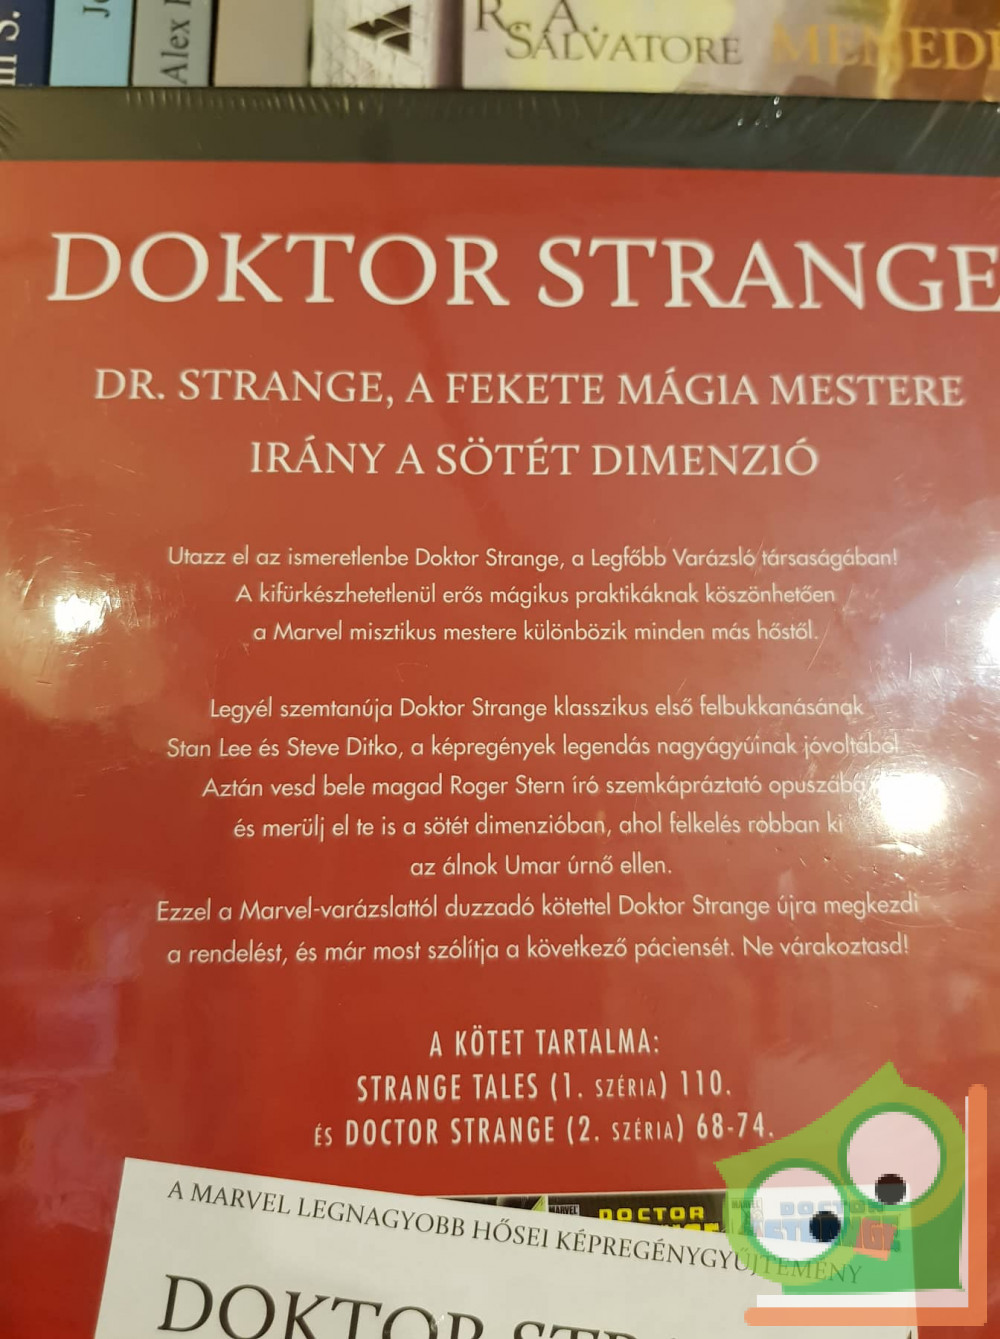 Alex
R. A.
SALVATORE
DOKTOR STRANGE
DR. STRANGE, A FEKETE MÁGIA MESTERE
IRÁNY A SÖTÉT DIMENZIÓ
Utazz el az ismeretlenbe Doktor Strange, a Legfőbb Varázsló társaságában!
A kifürkészhetetlenül erős mágikus praktikáknak köszönhetően
a Marvel misztikus mestere különbözik minden más hőstől.
Legyél szemtanúja Doktor Strange klasszikus első felbukkanásának
Stan Lee és Steve Ditko, a képregények legendás nagyágyúinak jóvoltából.
Aztán vesd bele magad Roger Stern író szemkápráztató
és merülj el te is a sötét dimenzióban, ahol felkelés robban ki
az álnok Umar úrnő ellen.
Ezzel a Marvel-varázslattól duzzadó kötettel Doktor Strange újra megkezdi
a rendelést, és már most szólítja a következő páciensét. Ne várakoztasd!
A KÖTET TARTALMA:
STRANGE TALES (1. SZÉRIA) 110.
ÉS DOCTOR STRANGE (2. SZÉRIA) 68-74.
MARVEL
DOCTOR
DOCTOR
A MARVEL LEGNAGYOBB HŐSEI KÉPREGÉNYGYŰJTEMÉNY
DOKTOR